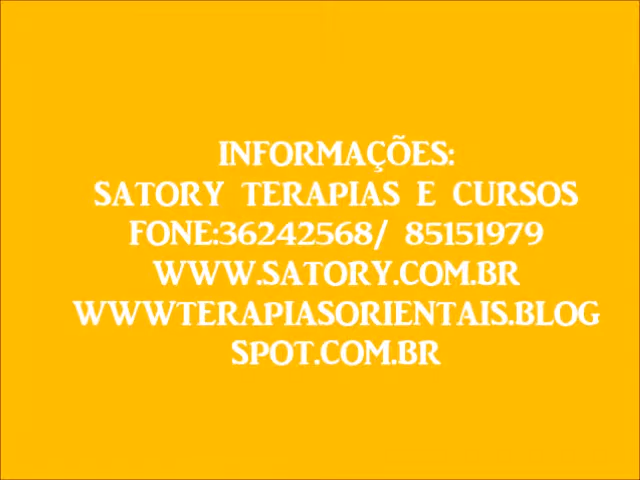 INFORMAÇÕES:
SATORY TERAPIAS E CURSOS
FONE:36242568/ 85151979
WWW.SATORY.COM.BR
WWWTERAPIASORIENTAIS.BLOG
SPOT.COM.BR